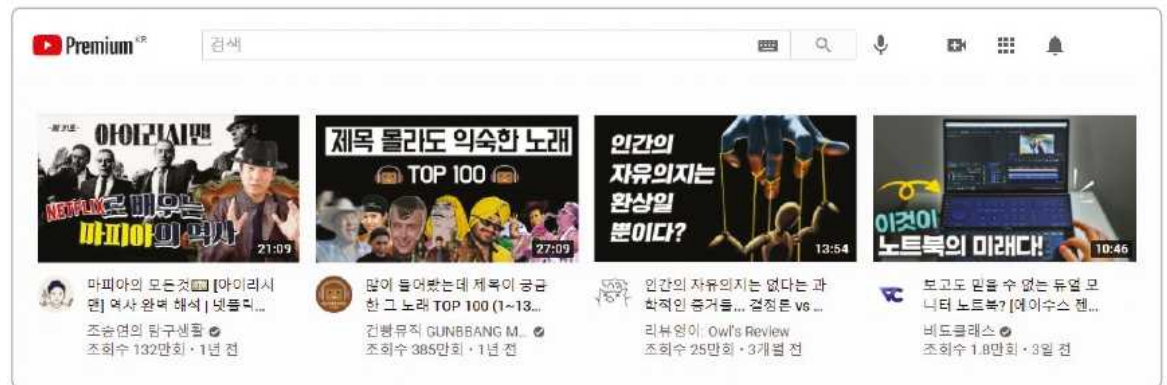 Premium KR
검색
-제 31호- 아이리시맨
NETFLIX로 배우는
마피아의 역사
21:09
제목 몰라도 익숙한 노래
TOP 100
27:09
인간의
자유의지는
환상일
뿐이다?
13:54
이것이
노트북의 미래다!
10:46
마피아의 모든것 [아이리시
맨] 역사 완벽 해석 | 넷플릭...
조승연의 탐구생활
조회수 132만회 • 1년 전
많이 들어봤는데 제목이 궁금
한 그 노래 TOP 100 (1~13...
건빵뮤직 GUNBBANG M...
조회수 385만회 • 1년 전
인간의 자유의지는 없다는 과
학적인 증거들... 결정론 vs ...
리뷰엉이: Owl's Review
조회수 25만회 • 3개월 전
보고도 믿을 수 없는 듀얼 모
니터 노트북? [에이수스 젠...
비드클래스
조회수 1.8만회 • 3일 전